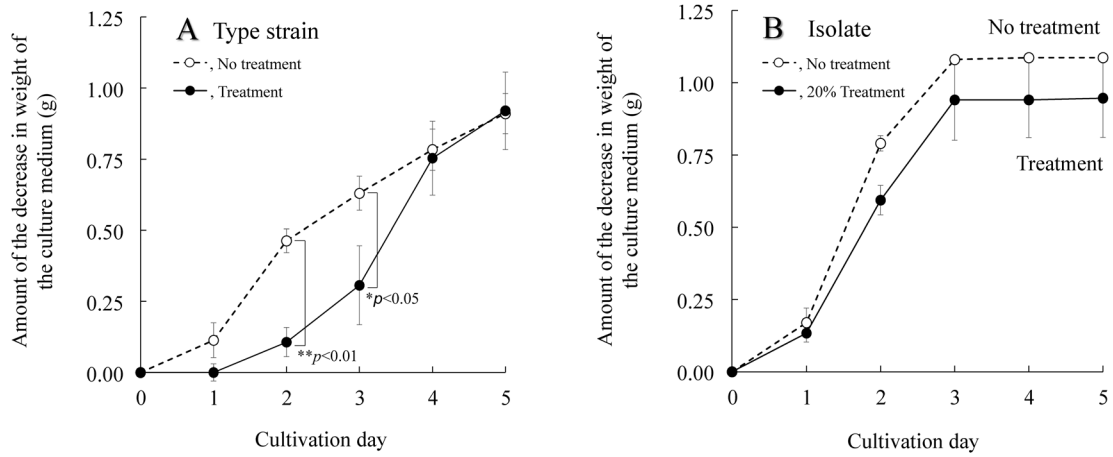 Amount of the decrease in weight of
the culture medium (g)
1.25
1.00
0.75
0.50
0.25
0.00
A Type strain
, No treatment
, Treatment
*p<0.05
**p<0.01
0 1 2 3 4 5
Cultivation day
Amount of the decrease in weight of
the culture medium (g)
1.25
1.00
0.75
0.50
0.25
0.00
B Isolate
, No treatment
, 20% Treatment
No treatment
Treatment
0 1 2 3 4 5
Cultivation day